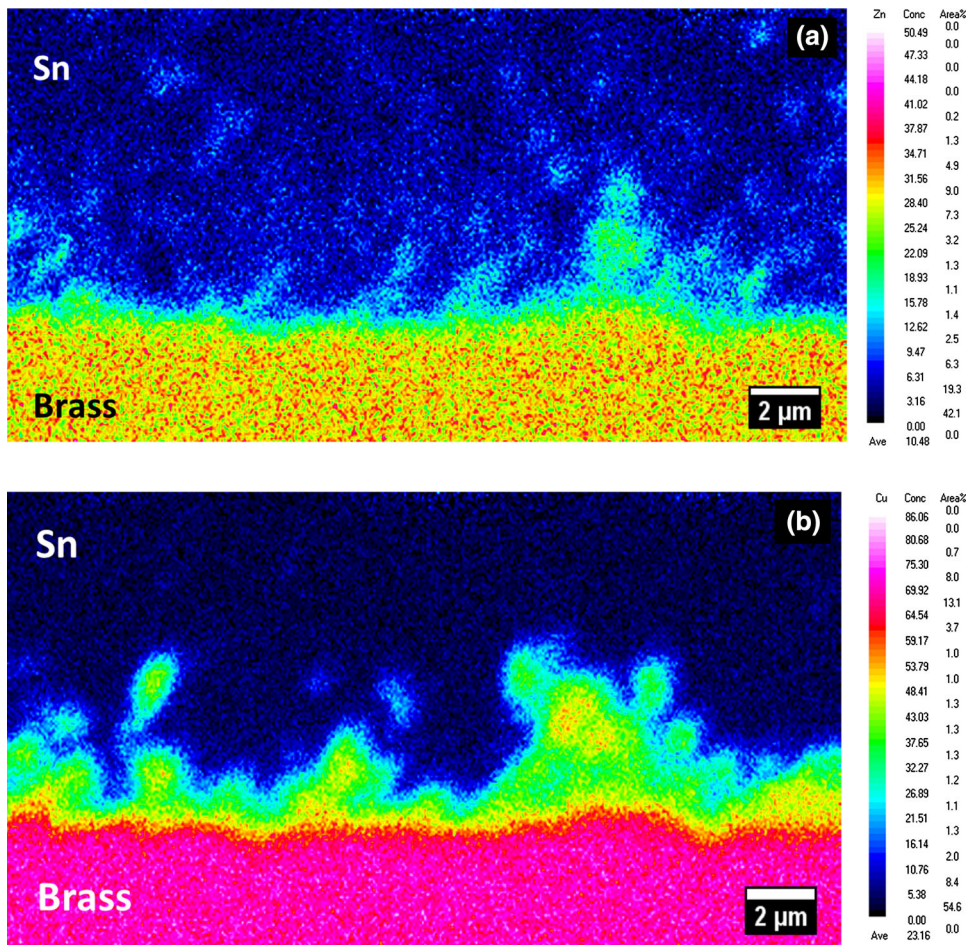 Sn
(a)
Brass
2 µm
Zn Conc Area%
50.49 0.0
47.33 0.0
44.18 0.0
41.02 0.0
37.87 0.2
34.71 1.3
31.56 4.9
28.40 9.0
25.24 7.3
22.09 3.2
18.93 1.3
15.78 1.1
12.62 1.4
9.47 2.5
6.31 6.3
3.16 19.3
0.00 42.1
Ave 10.48 0.0
Sn
(b)
Brass
2 µm
Cu Conc Area%
86.06 0.0
80.68 0.0
75.30 0.7
69.92 8.0
64.54 13.1
59.17 3.7
53.79 1.0
48.41 1.0
43.03 1.3
37.65 1.3
32.27 1.3
26.89 1.2
21.51 1.1
16.14 1.3
10.76 2.0
5.38 8.4
0.00 54.6
Ave 23.16 0.0